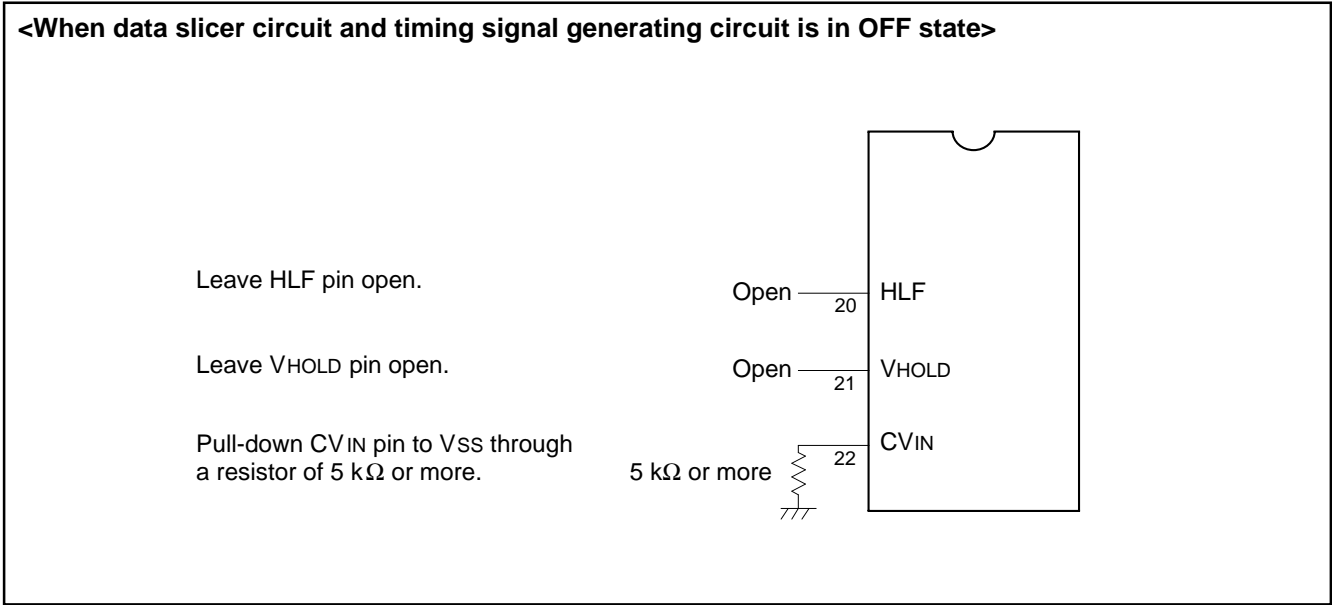 <When data slicer circuit and timing signal generating circuit is in OFF state>
Leave HLF pin open.
Open
20
HLF
Leave VHOLD pin open.
Open
21
VHOLD
Pull-down CVIN pin to VSS through
a resistor of 5 kΩ or more.
5 kΩ or more
22
CVIN